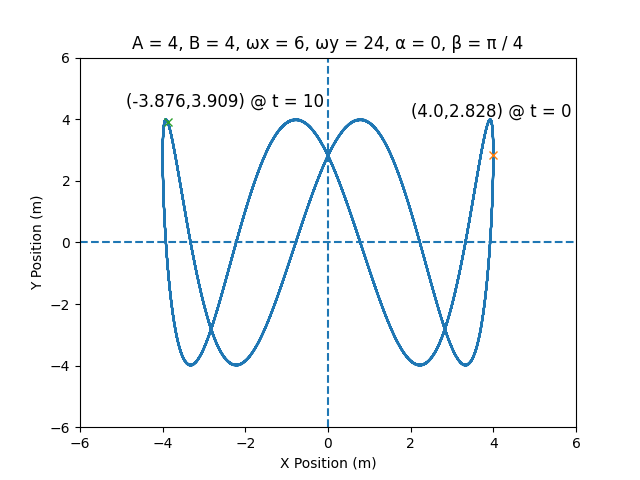 A = 4, B = 4, ωx = 6, ωy = 24, α = 0, β = π / 4
6
(-3.876,3.909) @ t = 10
(4.0,2.828) @ t = 0
4
2
0
−2
−4
−6
Y Position (m)
−6 −4 −2 0 2 4 6
X Position (m)